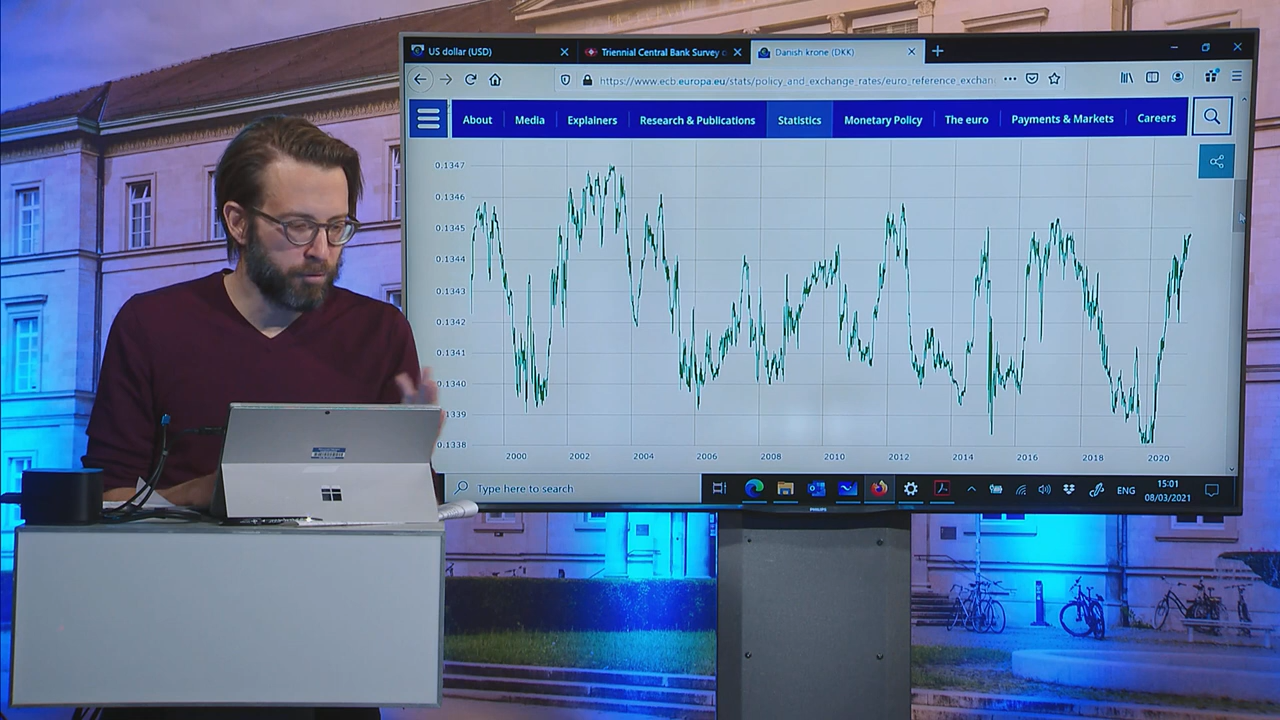 US dollar (USD)
Triennial Central Bank Survey o
Danish krone (DKK)
https://www.ecb.europa.eu/stats/policy_and_exchange_rates/euro_reference_exchan
About
Media
Explainers
Research & Publications
Statistics
Monetary Policy
The euro
Payments & Markets
Careers
0.1347
0.1346
0.1345
0.1344
0.1343
0.1342
0.1341
0.1340
0.1339
0.1338
2000 2002 2004 2006 2008 2010 2012 2014 2016 2018 2020
Type here to search
ENG
15:01
08/03/2021
PHILIPS